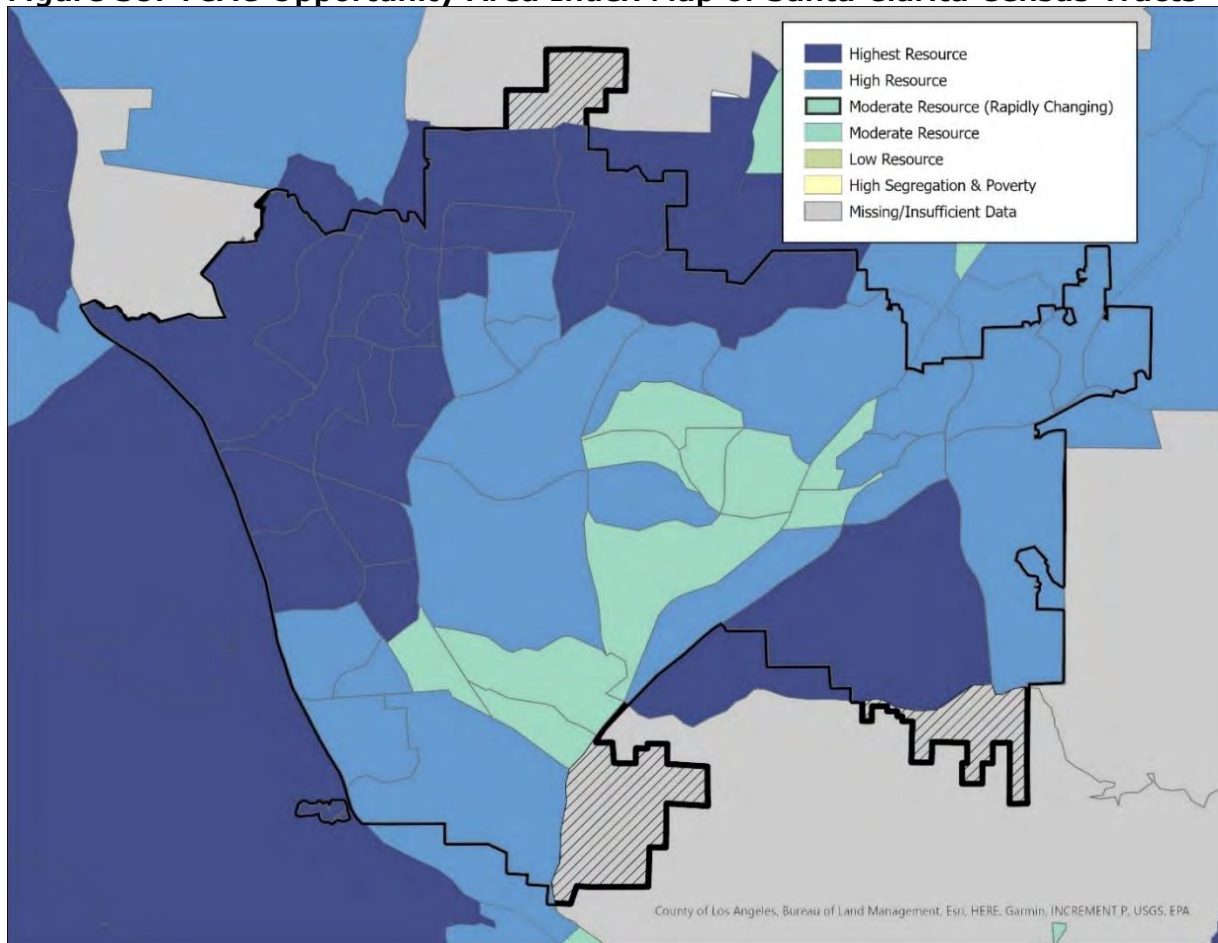 Highest Resource
High Resource
Moderate Resource (Rapidly Changing)
Moderate Resource
Low Resource
High Segregation & Poverty
Missing/Insufficient Data
County of Los Angeles, Bureau of Land Management, Esri, HERE, Garmin, INCREMENT P, USGS, EPA